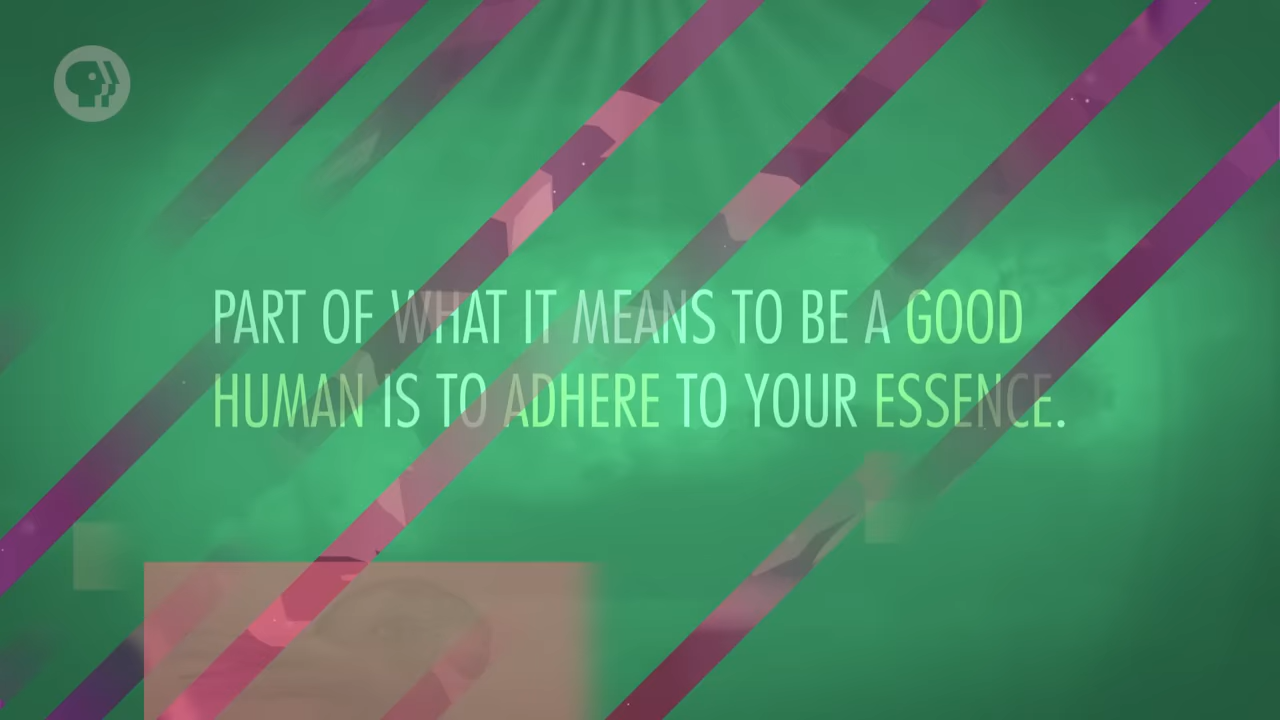 PART OF WHAT IT MEANS TO BE A GOOD
HUMAN IS TO ADHERE TO YOUR ESSENCE.